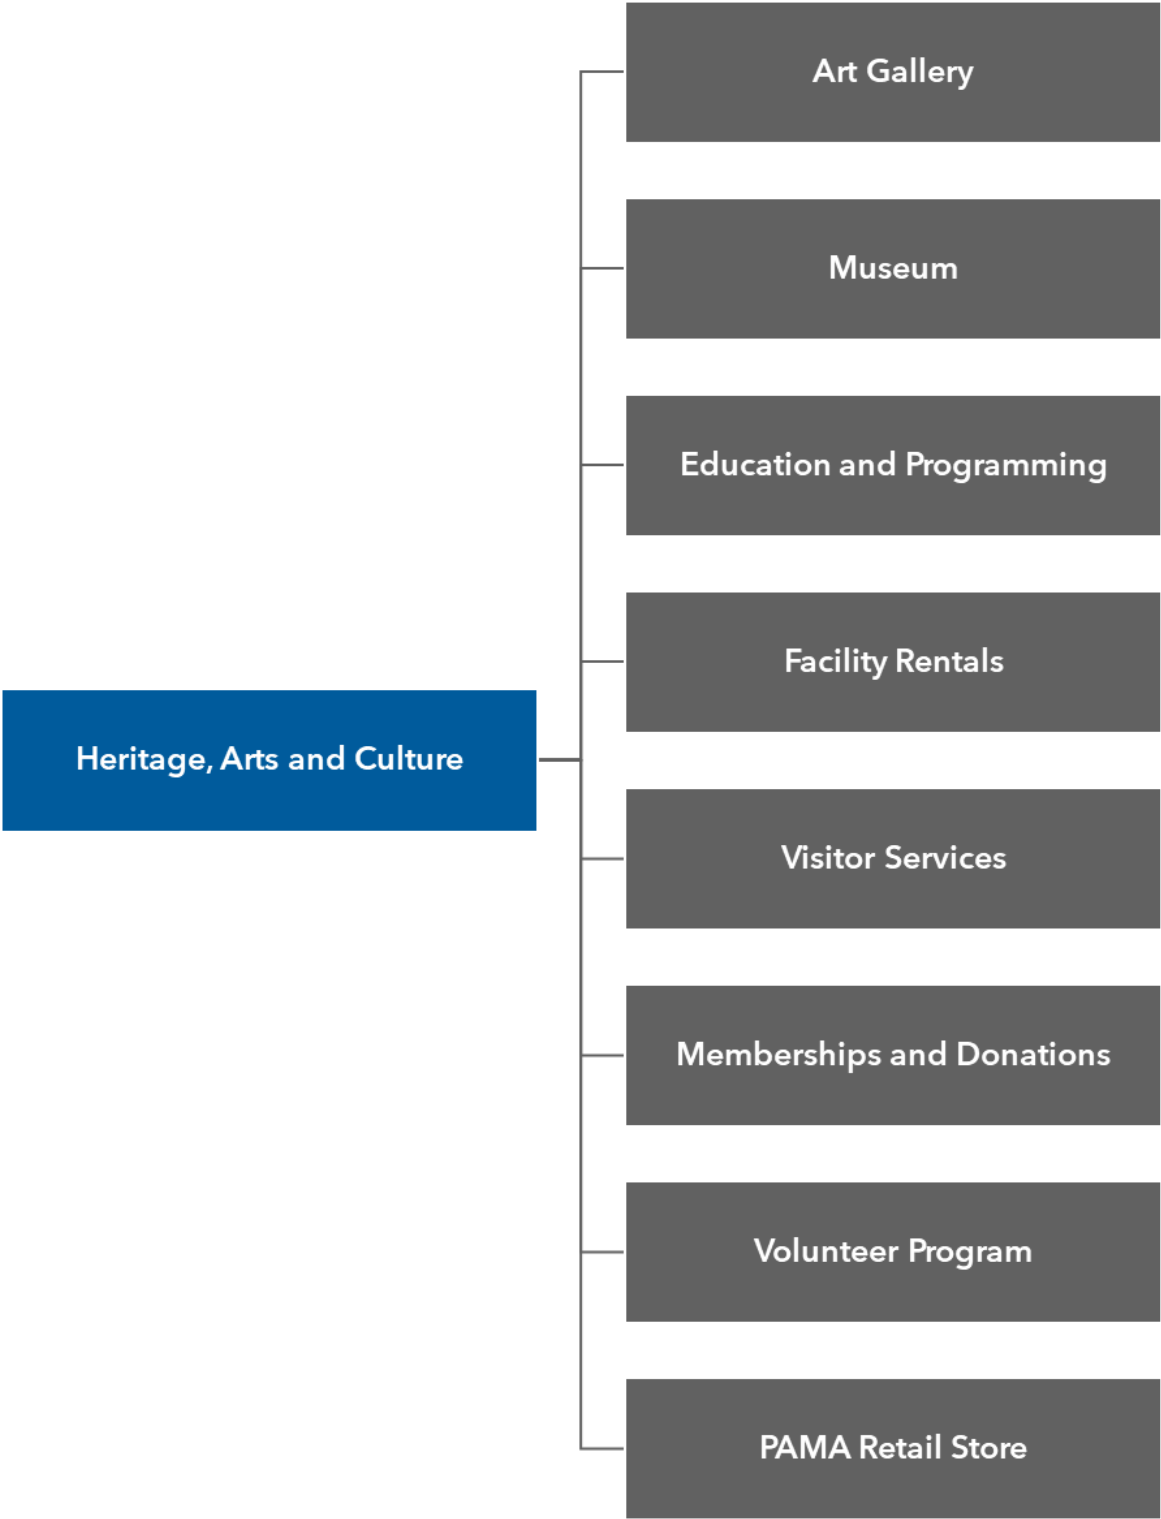 Art Gallery
Museum
Education and Programming
Facility Rentals
Heritage, Arts and Culture
Visitor Services
Memberships and Donations
Volunteer Program
PAMA Retail Store